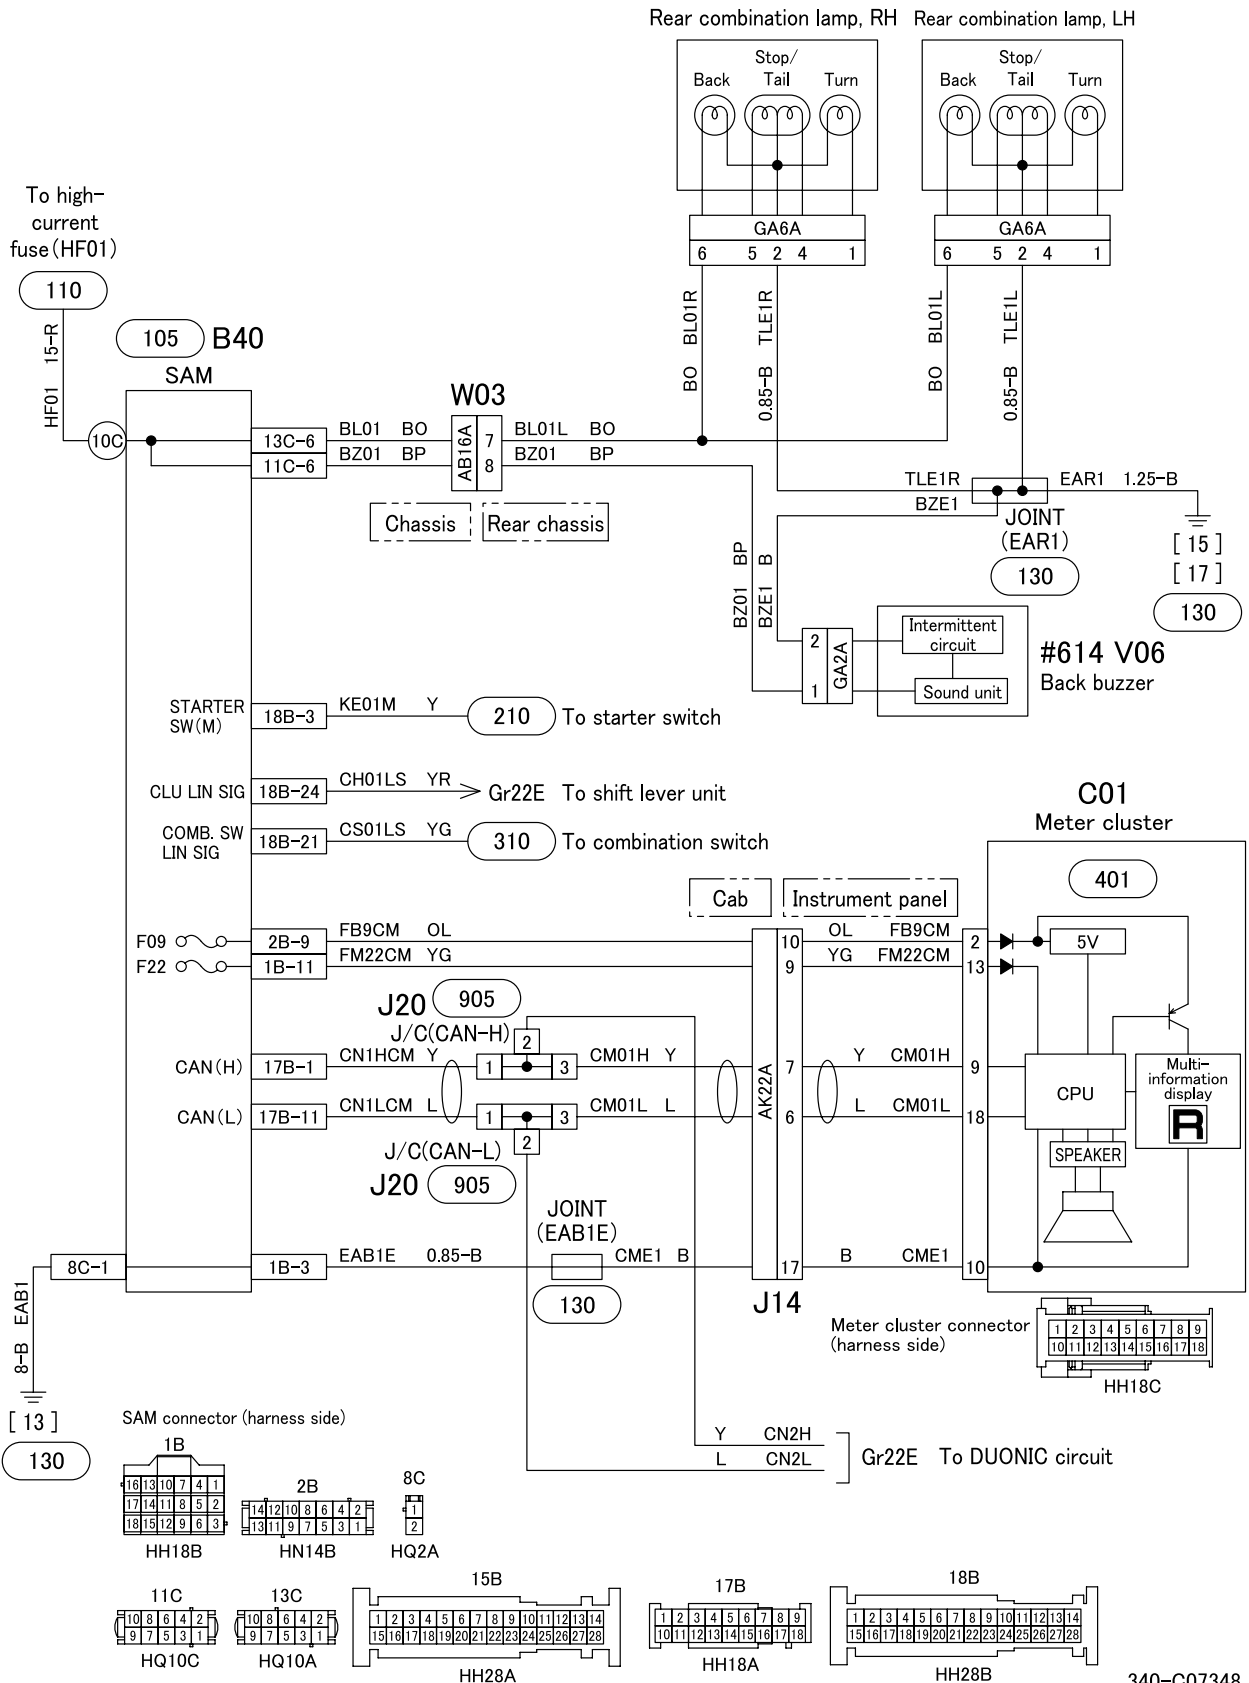 Rear combination lamp, RH Rear combination lamp, LH
Stop/
Back Tail Turn
Stop/
Back Tail Turn
GA6A
6 5 2 4 1
GA6A
6 5 2 4 1
To high-
current
fuse(HF01)
110
HF01 15-R
105 B40
SAM
10C
13C-6 BL01 BO
11C-6 BZ01 BP
W03
AB16A
7 BL01L BO
8 BZ01 BP
Chassis Rear chassis
BO BL01R
0.85-B TLE1R
BO BL01L
0.85-B TLE1L
TLE1R
BZE1
EAR1 1.25-B
JOINT
(EAR1)
130
[ 15 ]
[ 17 ]
130
BZ01 BP
BZE1 B
2
1
GA2A
Intermittent
circuit
Sound unit
#614 V06
Back buzzer
STARTER
SW(M)
18B-3 KE01M Y 210 To starter switch
CLU LIN SIG 18B-24 CH01LS YR Gr22E To shift lever unit
COMB. SW
LIN SIG
18B-21 CS01LS YG 310 To combination switch
C01
Meter cluster
401
Cab Instrument panel
F09 2B-9 FB9CM OL 10 OL FB9CM 2 5V
F22 1B-11 FM22CM YG 9 YG FM22CM 13
J20 905
J/C(CAN-H)
2
CAN(H) 17B-1 CN1HCM Y 1 3 CM01H Y 7 Y CM01H 9
CAN(L) 17B-11 CN1LCM L 1 3 CM01L L 6 L CM01L 18
2
J/C(CAN-L)
J20 905
AK22A
CPU
Multi-
information
display
R
SPEAKER
JOINT
(EAB1E)
8C-1 1B-3 EAB1E 0.85-B CME1 B 17 B CME1 10
130
J14
8-B EAB1
[ 13 ]
130
Meter cluster connector
(harness side)
1 2 3 4 5 6 7 8 9
10 11 12 13 14 15 16 17 18
HH18C
Y CN2H
L CN2L
Gr22E To DUONIC circuit
SAM connector (harness side)
1B
16 13 10 7 4 1
17 14 11 8 5 2
18 15 12 9 6 3
HH18B
2B
14 12 10 8 6 4 2
13 11 9 7 5 3 1
HN14B
8C
1
2
HQ2A
11C
10 8 6 4 2
9 7 5 3 1
HQ10C
13C
10 8 6 4 2
9 7 5 3 1
HQ10A
15B
1 2 3 4 5 6 7 8 9 10 11 12 13 14
15 16 17 18 19 20 21 22 23 24 25 26 27 28
HH28A
17B
1 2 3 4 5 6 7 8 9
10 11 12 13 14 15 16 17 18
HH18A
18B
1 2 3 4 5 6 7 8 9 10 11 12 13 14
15 16 17 18 19 20 21 22 23 24 25 26 27 28
HH28B
340-C07348